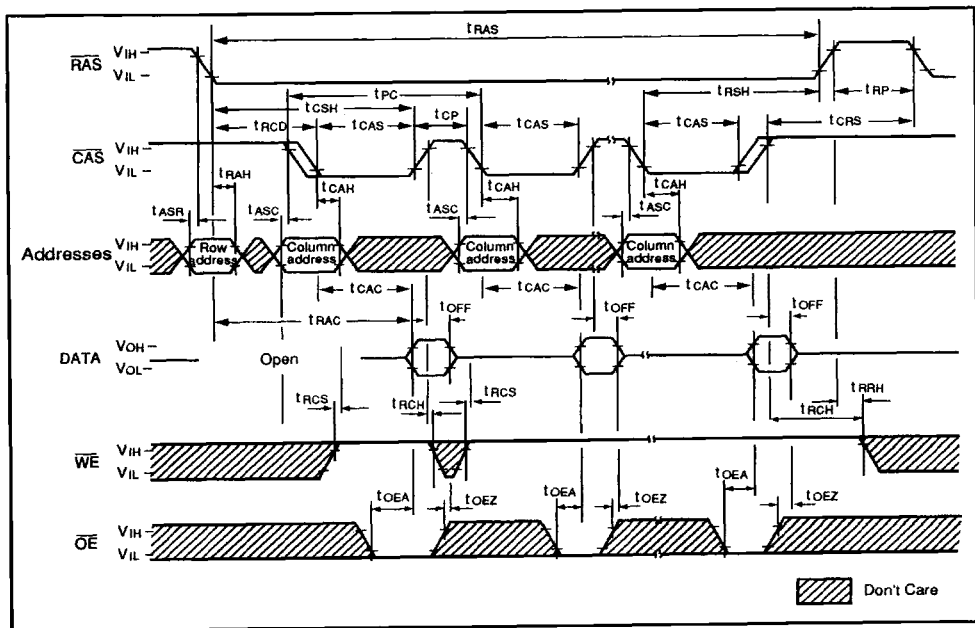 tRAS
RAS VIH
VIL
tPC
tCSH
tRSH
tRP
tRCD
tCAS
tCP
tCAS
tCAS
tCRS
CAS VIH
VIL
tRAH
tCAH
tCAH
tCAH
tASR
tASC
tASC
tASC
Addresses VIH
VIL
Row address
Column address
Column address
Column address
tCAC
tCAC
tCAC
tRAC
tOFF
tOFF
tOFF
DATA VOH
VOL
Open
tRCS
tRCH
tRCS
tRCH
tRRH
WE VIH
VIL
tOEA
tOEZ
tOEA
tOEZ
tOEA
tOEZ
OE VIH
VIL
Don't Care